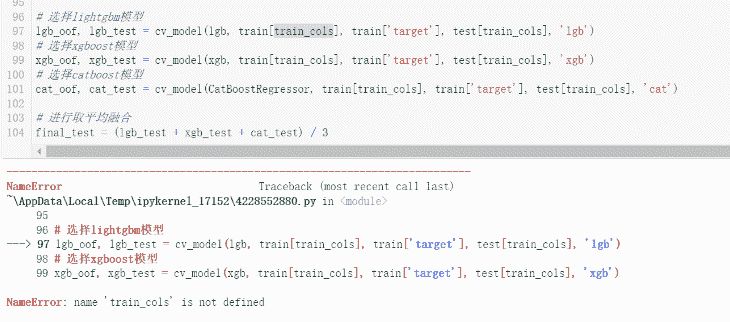 95
96 # 选择lightgbm模型
97 lgb_oof, lgb_test = cv_model(lgb, train[train_cols], train['target'], test[train_cols], 'lgb')
98 # 选择xgboost模型
99 xgb_oof, xgb_test = cv_model(xgb, train[train_cols], train['target'], test[train_cols], 'xgb')
100 # 选择catboost模型
101 cat_oof, cat_test = cv_model(CatBoostRegressor, train[train_cols], train['target'], test[train_cols], 'cat')
102
103 # 进行取平均融合
104 final_test = (lgb_test + xgb_test + cat_test) / 3
---------------------------------------------------------------------------
NameError Traceback (most recent call last)
~\AppData\Local\Temp\ipykernel_17152\4228552880.py in <module>
95
96 # 选择lightgbm模型
---> 97 lgb_oof, lgb_test = cv_model(lgb, train[train_cols], train['target'], test[train_cols], 'lgb')
98 # 选择xgboost模型
99 xgb_oof, xgb_test = cv_model(xgb, train[train_cols], train['target'], test[train_cols], 'xgb')
NameError: name 'train_cols' is not defined